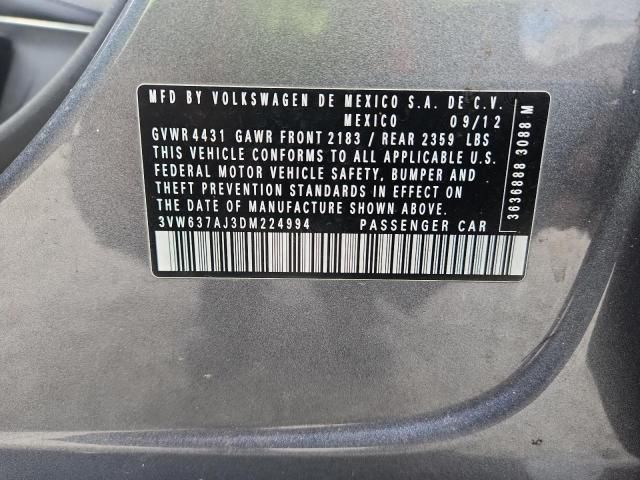 MFD BY VOLKSWAGEN DE MEXICO S.A. DE C.V.
MEXICO 09/12
GVWR 4431 GAWR FRONT 2183 / REAR 2359 LBS
THIS VEHICLE CONFORMS TO ALL APPLICABLE U.S.
FEDERAL MOTOR VEHICLE SAFETY, BUMPER AND
THEFT PREVENTION STANDARDS IN EFFECT ON
THE DATE OF MANUFACTURE SHOWN ABOVE.
3VW637AJ3DM224994 PASSENGER CAR
3636888 3088 M